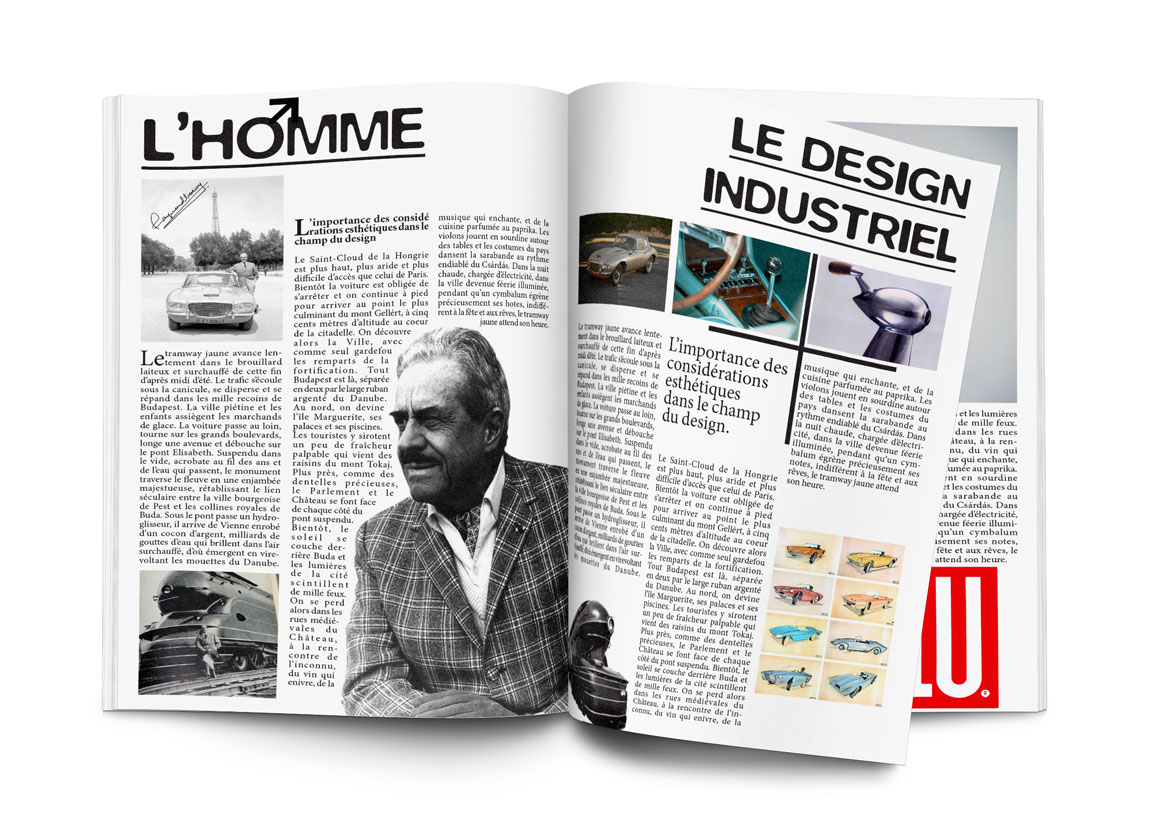 L'HOMME
Raymond Loewy
Le tramway jaune avance len-
tement dans le brouillard
laiteux et surchauffé de cette fin
d'après midi d'été. Le trafic s'écoule
sous la canicule, se disperse et se
répand dans les mille recoins de
Budapest. La ville piétine et les
enfants assiègent les marchands
de glace. La voiture passe au loin,
tourne sur les grands boulevards,
longe une avenue et débouche sur
le pont Elisabeth. Suspendu dans
le vide, acrobate au fil des ans et
de l'eau qui passent, le monument
traverse le fleuve en une enjambée
majestueuse, rétablissant le lien
séculaire entre la ville bourgeoise
de Pest et les collines royales de
Buda. Sous le pont passe un hydro-
glisseur, il arrive de Vienne enrobé
d'un cocon d'argent, milliards de
gouttes d'eau qui brillent dans l'air
surchauffé, d'où émergent en vire-
voltant les mouettes du Danube.
L'importance des considé
rations esthétiques dans le
champ du design
Le Saint-Cloud de la Hongrie
est plus haut, plus aride et plus
difficile d'accès que celui de Paris.
Bientôt la voiture est obligée de
s'arrêter et on continue à pied
pour arriver au point le plus
culminant du mont Gellért, à cinq
cents mètres d'altitude au coeur
de la citadelle. On découvre
alors la Ville, avec
comme seul gardefou
les remparts de la
fortification. Tout
Budapest est là, séparée
en deux par le large ruban
argenté du Danube.
Au nord, on devine
l'île Marguerite, ses
palaces et ses piscines.
Les touristes y sirotent
un peu de fraîcheur
palpable qui vient des
raisins du mont Tokaj.
Plus près, comme des
dentelles précieuses,
le Parlement et le
Château se font face
de chaque côté du
pont suspendu.
Bientôt, le
soleil se
couche der-
rière Buda et
les lumières
de la cité
scintillent
de mille feux.
On se perd
alors dans les
rues médié-
vales du
Château,
à la ren-
contre de
l'inconnu,
du vin qui
enivre, de la
musique qui enchante, et de la
cuisine parfumée au paprika. Les
violons jouent en sourdine autour
des tables et les costumes du pays
dansent la sarabande au rythme
endiablé du Csárdás. Dans la nuit
chaude, chargée d'électricité, dans
la ville devenue féerie illuminée,
pendant qu'un cymbalum égrène
précieusement ses notes, indiffé-
rent à la fête et aux rêves, le tramway
jaune attend son heure.
LE DESIGN
INDUSTRIEL
Le tramway jaune avance lente-
ment dans le brouillard laiteux et
surchauffé de cette fin d'après
midi d'été. Le trafic s'écoule sous la
canicule, se disperse et se
répand dans les mille recoins de
Budapest. La ville piétine et les
enfants assiègent les marchands
de glace. La voiture passe au loin,
tourne sur les grands boulevards,
longe une avenue et débouche
sur le pont Elisabeth. Suspendu
dans le vide, acrobate au fil des
ans et de l'eau qui passent, le
monument traverse le fleuve
en une enjambée majestueuse,
rétablissant le lien séculaire entre
la ville bourgeoise de Pest et les
collines royales de Buda. Sous le
pont passe un hydroglisseur, il
arrive de Vienne enrobé d'un
cocon d'argent, milliards de gouttes
d'eau qui brillent dans l'air sur-
chauffé, d'où émergent en virevoltant
les mouettes du Danube.
L'importance des
considérations
esthétiques
dans le champ
du design.
Le Saint-Cloud de la Hongrie
est plus haut, plus aride et plus
difficile d'accès que celui de Paris.
Bientôt la voiture est obligée de
s'arrêter et on continue à pied
pour arriver au point le plus
culminant du mont Gellért, à cinq
cents mètres d'altitude au coeur
de la citadelle. On découvre alors
la Ville, avec comme seul gardefou
les remparts de la fortification.
Tout Budapest est là, séparée
en deux par le large ruban argenté
du Danube. Au nord, on devine
l'île Marguerite, ses palaces et ses
piscines. Les touristes y sirotent
un peu de fraîcheur palpable qui
vient des raisins du mont Tokaj.
Plus près, comme des dentelles
précieuses, le Parlement et le
Château se font face de chaque
côté du pont suspendu. Bientôt, le
soleil se couche derrière Buda et
les lumières de la cité scintillent
de mille feux. On se perd alors
dans les rues médiévales du
Château, à la rencontre de l'in-
connu, du vin qui enivre, de la
musique qui enchante, et de la
cuisine parfumée au paprika. Les
violons jouent en sourdine autour
des tables et les costumes du
pays dansent la sarabande au
rythme endiablé du Csárdás. Dans
la nuit chaude, chargée d'électri-
cité, dans la ville devenue féerie
illuminée, pendant qu'un cym-
balum égrène précieusement ses
notes, indifférent à la fête et aux
rêves, le tramway jaune attend
son heure.
et les lumières
de mille feux.
dans les rues
âteau, à la ren-
nu, du vin qui
ue qui enchante,
umée au paprika.
ent en sourdine
et les costumes du
a sarabande au
du Csárdás. Dans
hargée d'électricité,
enue féerie illumi-
qu'un cymbalum
sement ses notes,
fête et aux rêves, le
attend son heure.
LU®